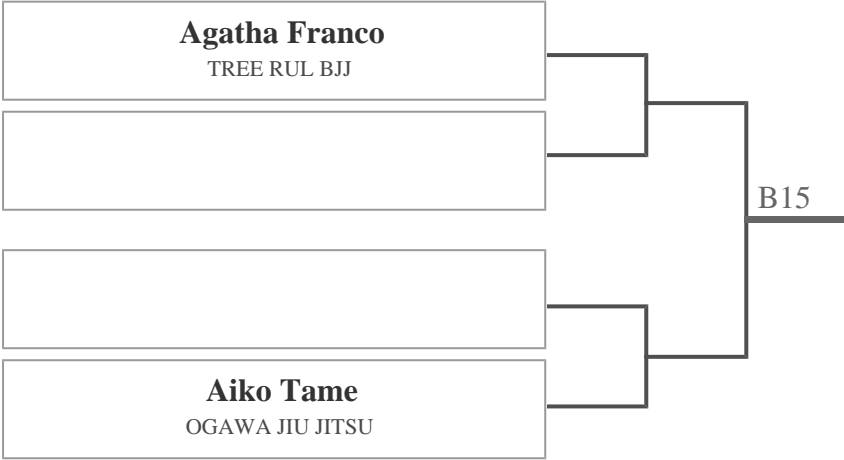 Agatha Franco
TREE RUL BJJ
B15
Aiko Tame
OGAWA JIU JITSU